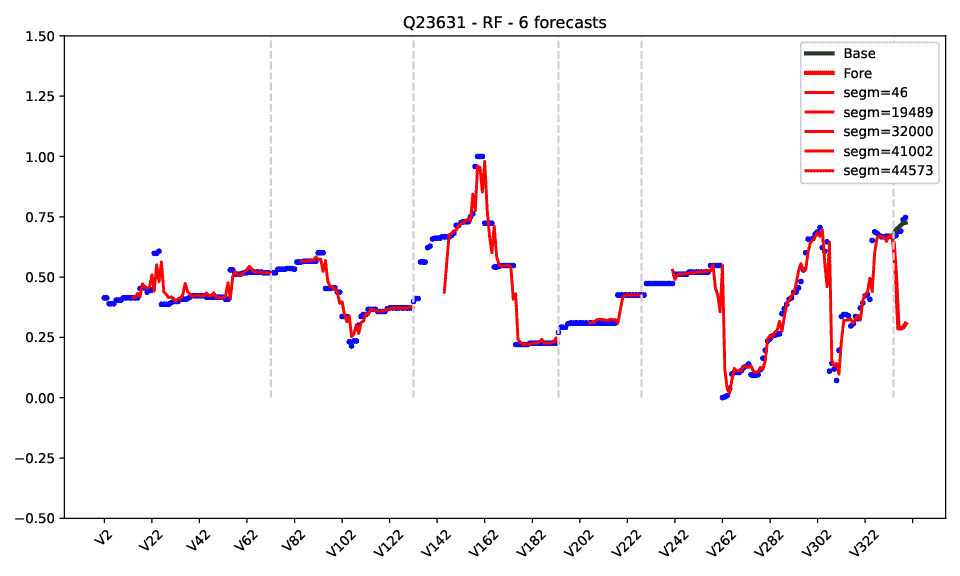 Q23631 - RF - 6 forecasts
1.50
1.25
1.00
0.75
0.50
0.25
0.00
−0.25
−0.50
Base
Fore
segm=46
segm=19489
segm=32000
segm=41002
segm=44573
V2
V22
V42
V62
V82
V102
V122
V142
V162
V182
V202
V222
V242
V262
V282
V302
V322